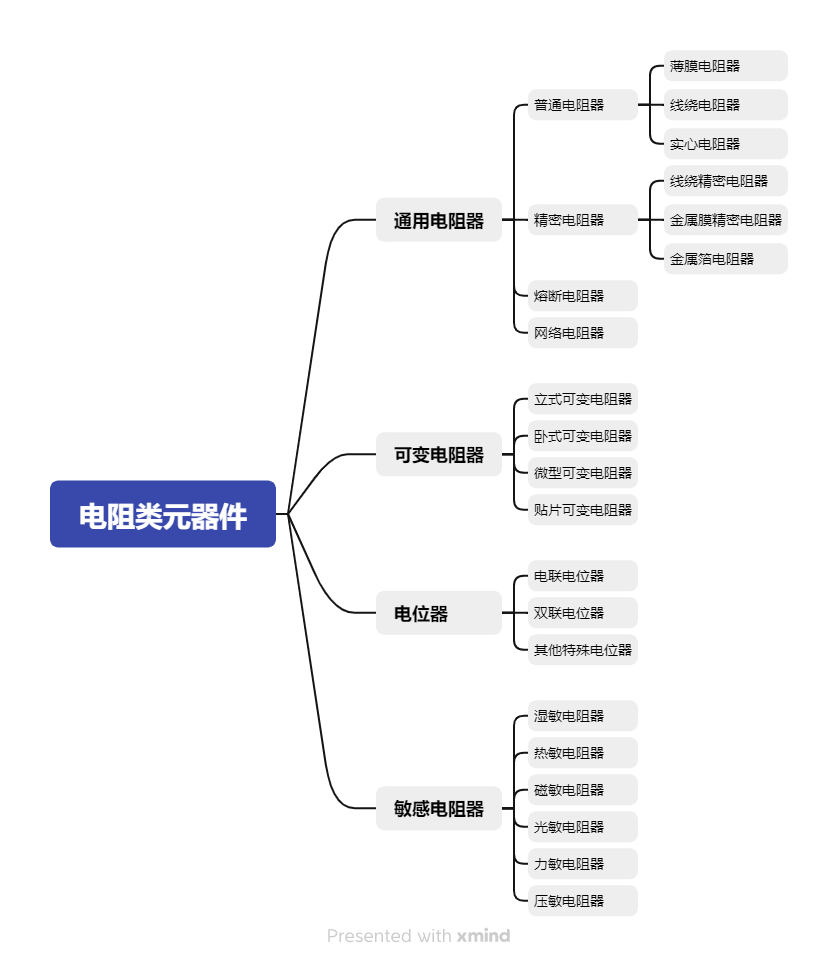 电阻类元器件
通用电阻器
普通电阻器
薄膜电阻器
线绕电阻器
实心电阻器
精密电阻器
线绕精密电阻器
金属膜精密电阻器
金属箔电阻器
熔断电阻器
网络电阻器
可变电阻器
立式可变电阻器
卧式可变电阻器
微型可变电阻器
贴片可变电阻器
电位器
电联电位器
双联电位器
其他特殊电位器
敏感电阻器
湿敏电阻器
热敏电阻器
磁敏电阻器
光敏电阻器
力敏电阻器
压敏电阻器
Presented with xmind